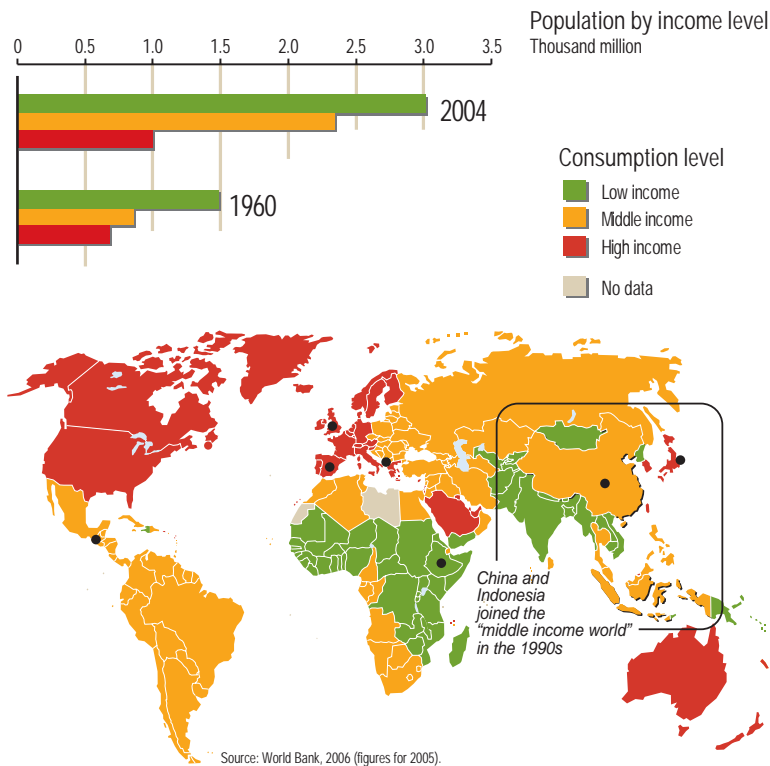 Population by income level
Thousand million
0 0.5 1.0 1.5 2.0 2.5 3.0 3.5
2004
1960
Consumption level
Low income
Middle income
High income
No data
China and
Indonesia
joined the
“middle income world”
in the 1990s
Source: World Bank, 2006 (figures for 2005).